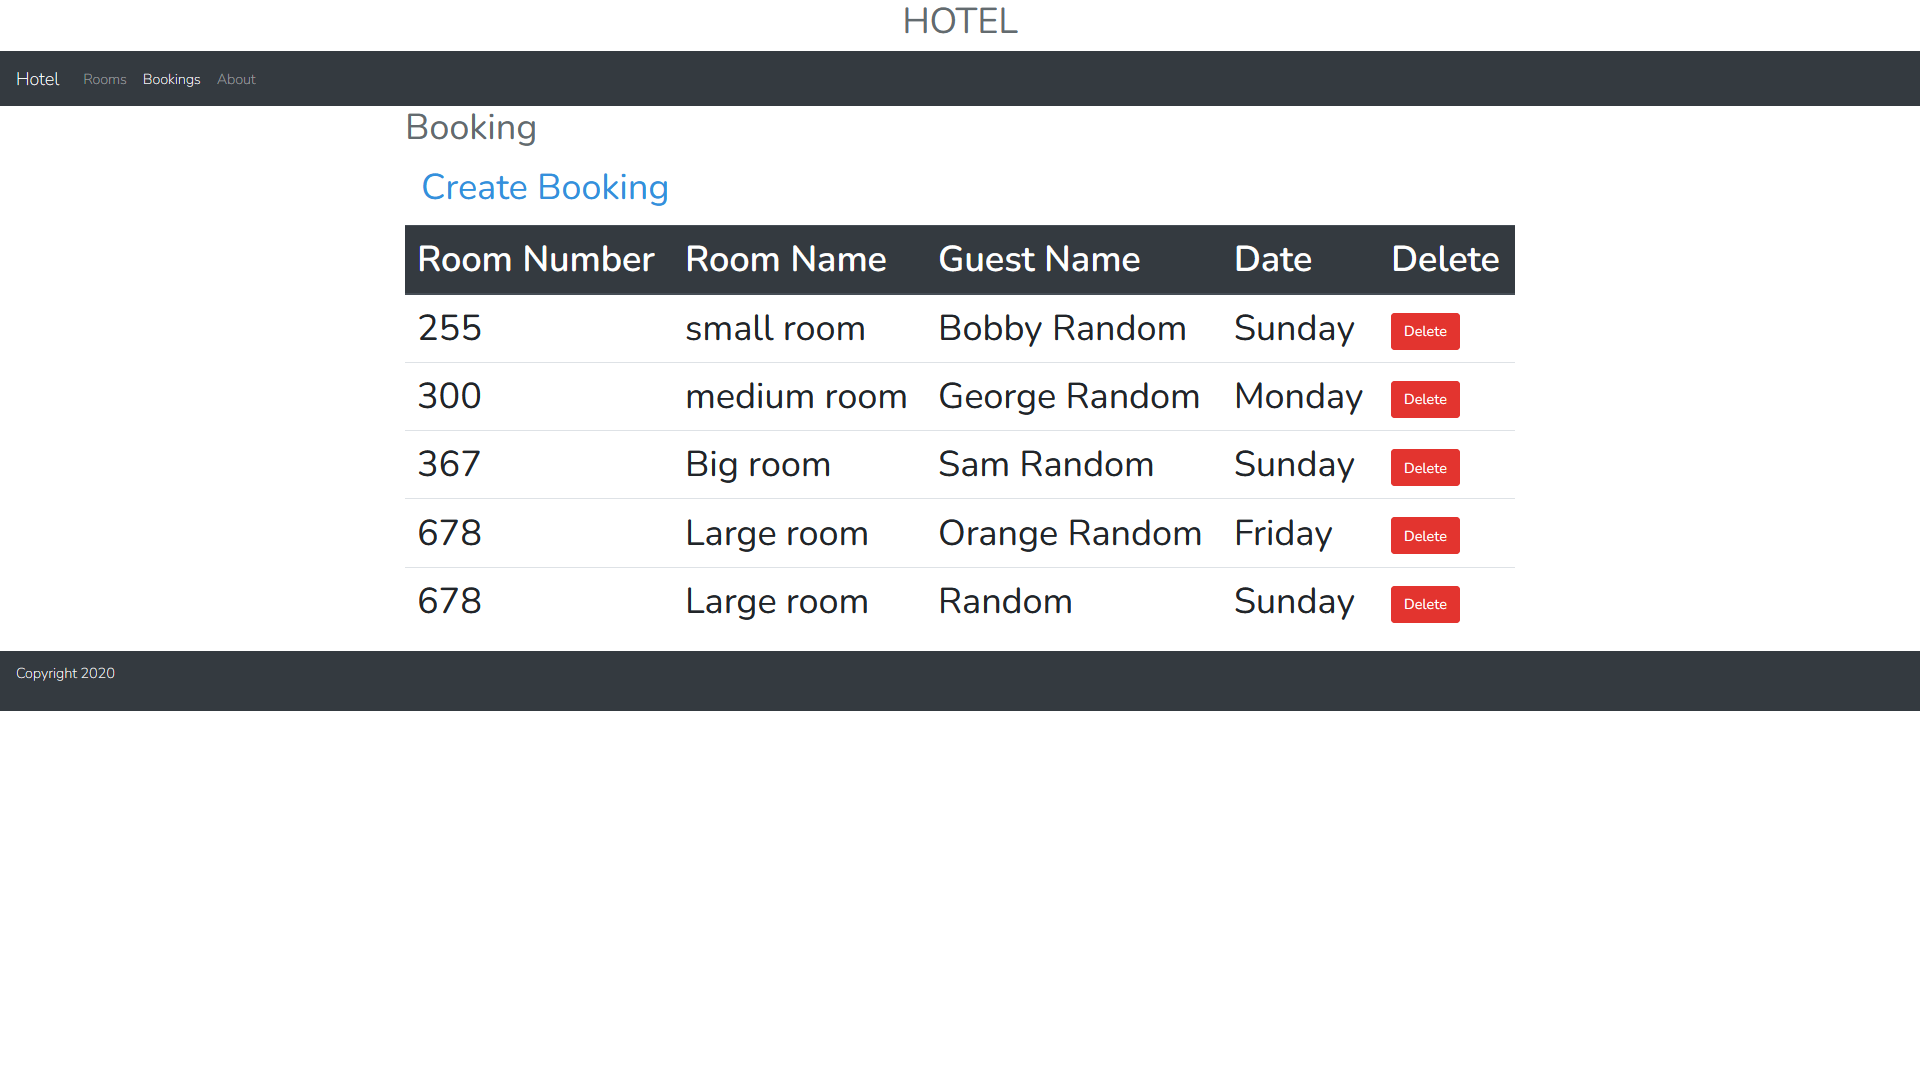 HOTEL
Hotel Rooms Bookings About
Booking
Create Booking
Room Number Room Name Guest Name Date Delete
255 small room Bobby Random Sunday Delete
300 medium room George Random Monday Delete
367 Big room Sam Random Sunday Delete
678 Large room Orange Random Friday Delete
678 Large room Random Sunday Delete
Copyright 2020